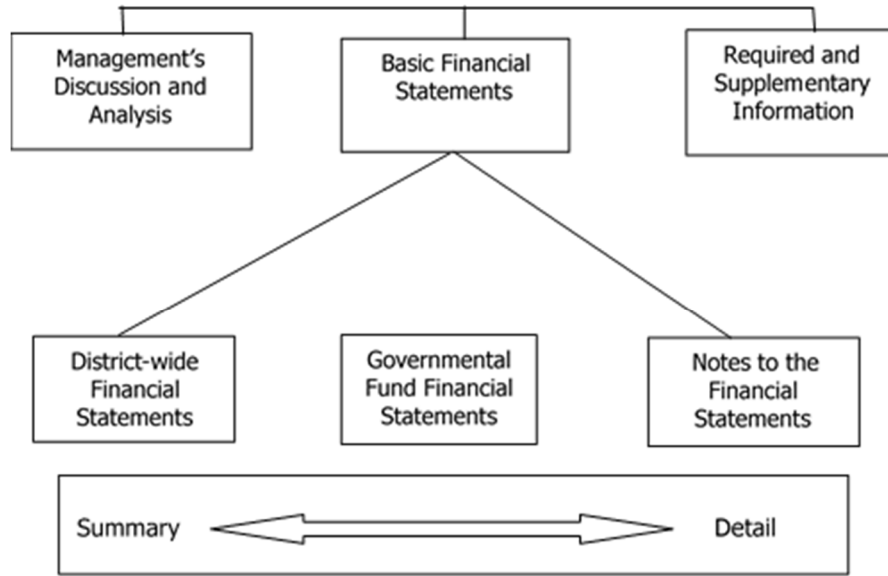 Management's
Discussion and
Analysis
Basic Financial
Statements
Required and
Supplementary
Information
District-wide
Financial
Statements
Governmental
Fund Financial
Statements
Notes to the
Financial
Statements
Summary
Detail